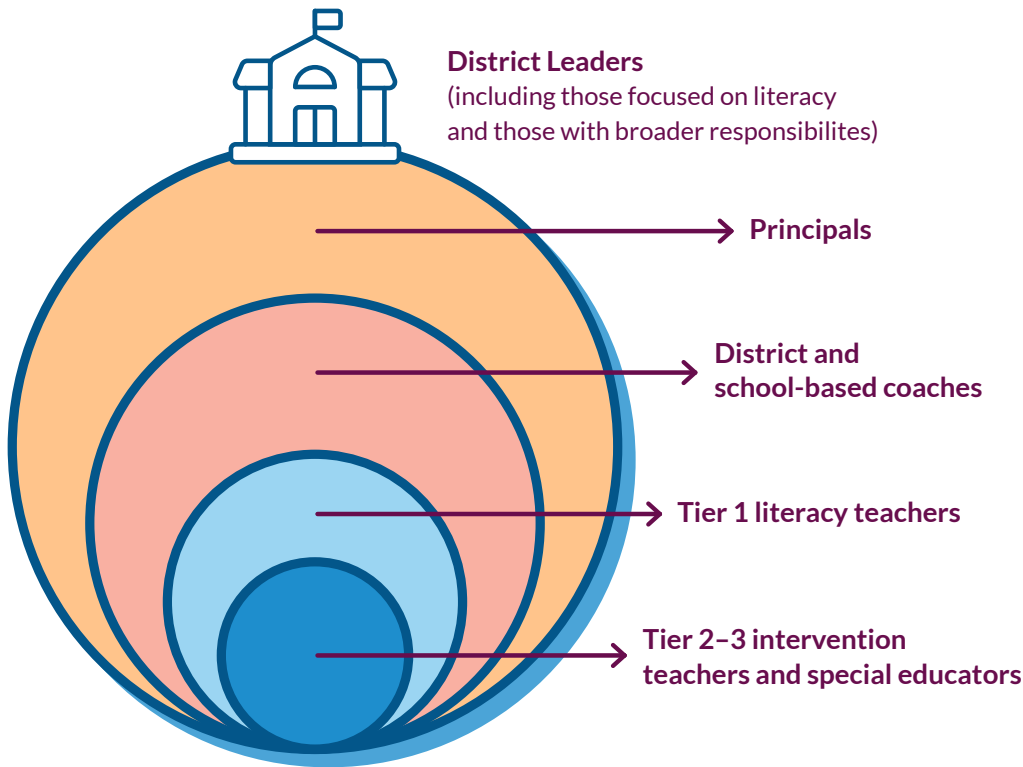 District Leaders
(including those focused on literacy
and those with broader responsibilites)
Principals
District and
school-based coaches
Tier 1 literacy teachers
Tier 2–3 intervention
teachers and special educators